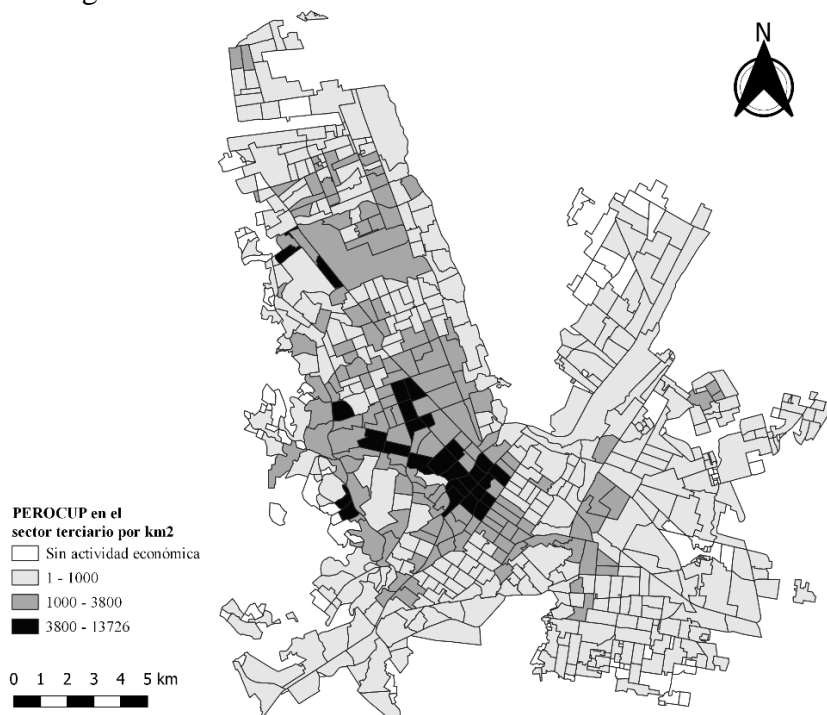 N
PEROCUP en el
sector terciario por km2
Sin actividad económica
1 - 1000
1000 - 3800
3800 - 13726
0 1 2 3 4 5 km